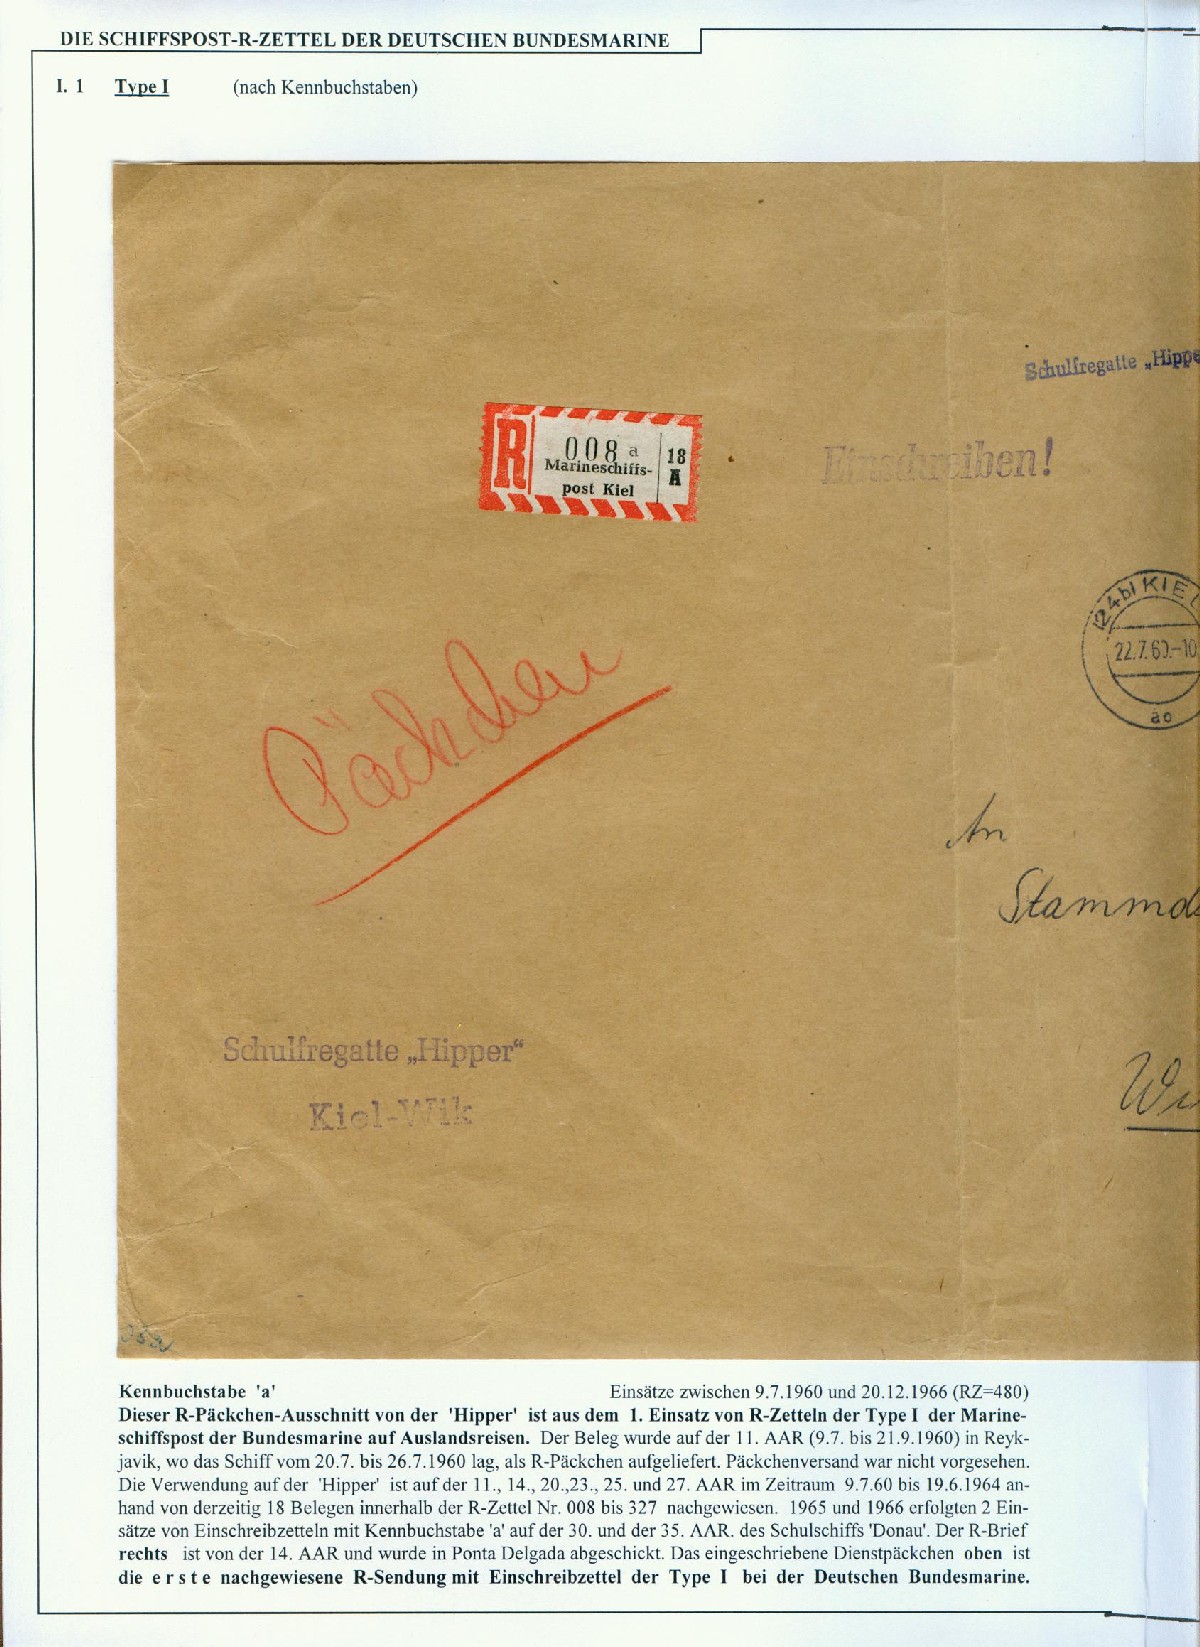 DIE SCHIFFSPOST-R-ZETTEL DER DEUTSCHEN BUNDESMARINE
I. 1 Type I (nach Kennbuchstaben)
Schulfregatte „Hippe
R 008 a 18
Marineschiffs- A
post Kiel
Einschreiben!
(24b) KIEL
22.7.60.-10
ao
Päckchen
An
Stammd
Schulfregatte „Hipper“
Kiel-Wik
Kennbuchstabe 'a' Einsätze zwischen 9.7.1960 und 20.12.1966 (RZ=480)
Dieser R-Päckchen-Ausschnitt von der 'Hipper' ist aus dem 1. Einsatz von R-Zetteln der Type I der Marine-
schiffspost der Bundesmarine auf Auslandsreisen. Der Beleg wurde auf der 11. AAR (9.7. bis 21.9.1960) in Reyk-
javik, wo das Schiff vom 20.7. bis 26.7.1960 lag, als R-Päckchen aufgeliefert. Päckchenversand war nicht vorgesehen.
Die Verwendung auf der 'Hipper' ist auf der 11., 14., 20.,23., 25. und 27. AAR im Zeitraum 9.7.60 bis 19.6.1964 an-
hand von derzeitig 18 Belegen innerhalb der R-Zettel Nr. 008 bis 327 nachgewiesen. 1965 und 1966 erfolgten 2 Ein-
sätze von Einschreibzetteln mit Kennbuchstabe 'a' auf der 30. und der 35. AAR. des Schulschiffs 'Donau'. Der R-Brief
rechts ist von der 14. AAR und wurde in Ponta Delgada abgeschickt. Das eingeschriebene Dienstpäckchen oben ist
die e r s t e nachgewiesene R-Sendung mit Einschreibzettel der Type I bei der Deutschen Bundesmarine.